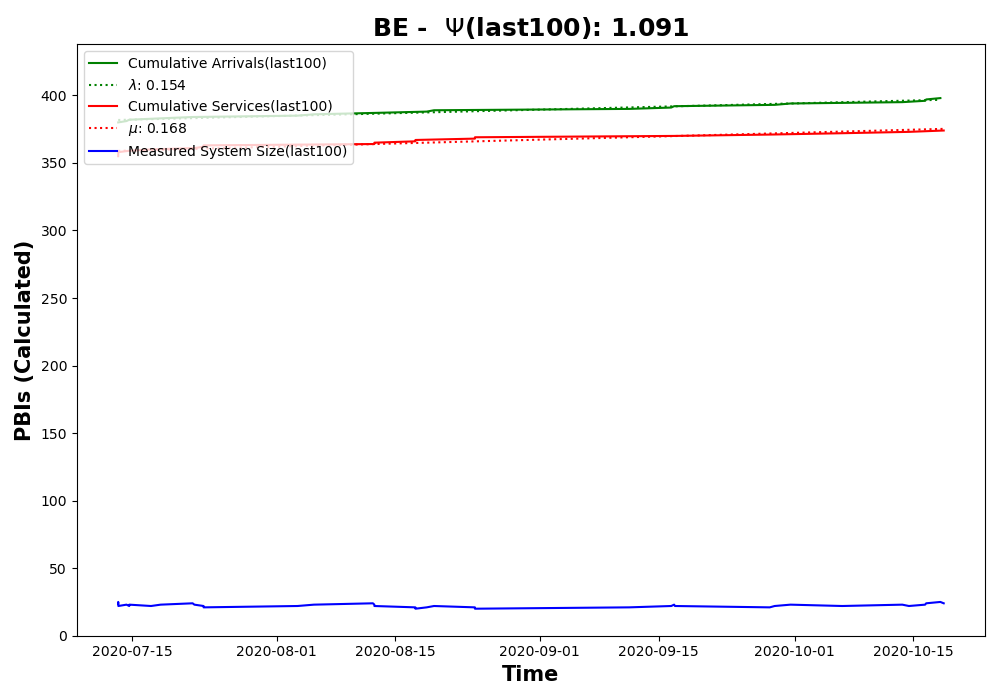 BE -  Ψ(last100): 1.091
Cumulative Arrivals(last100)
λ: 0.154
Cumulative Services(last100)
μ: 0.168
Measured System Size(last100)
PBIs (Calculated)
400
350
300
250
200
150
100
50
0
2020-07-15 2020-08-01 2020-08-15 2020-09-01 2020-09-15 2020-10-01 2020-10-15
Time